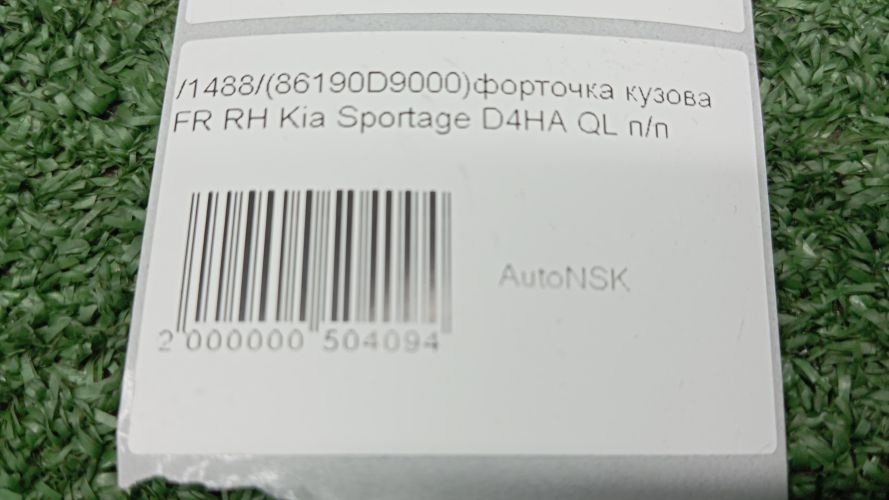 /1488/(86190D9000)форточка кузова
FR RH Kia Sportage D4HA QL п/п
AutoNSK
2 000000 504094